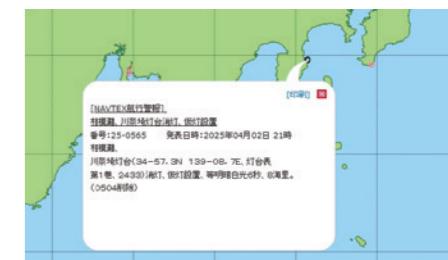 [印刷]
[NAVTEX航行警報]
相模灘、川奈埼灯台消灯、仮灯設置
番号:25-0565 発表日時:2025年04月02日 21時
相模灘。
川奈埼灯台(34-57.3N 139-08.7E、灯台表
第1巻、2433)消灯、仮灯設置、等明暗白光6秒、8海里。
(0504削除)